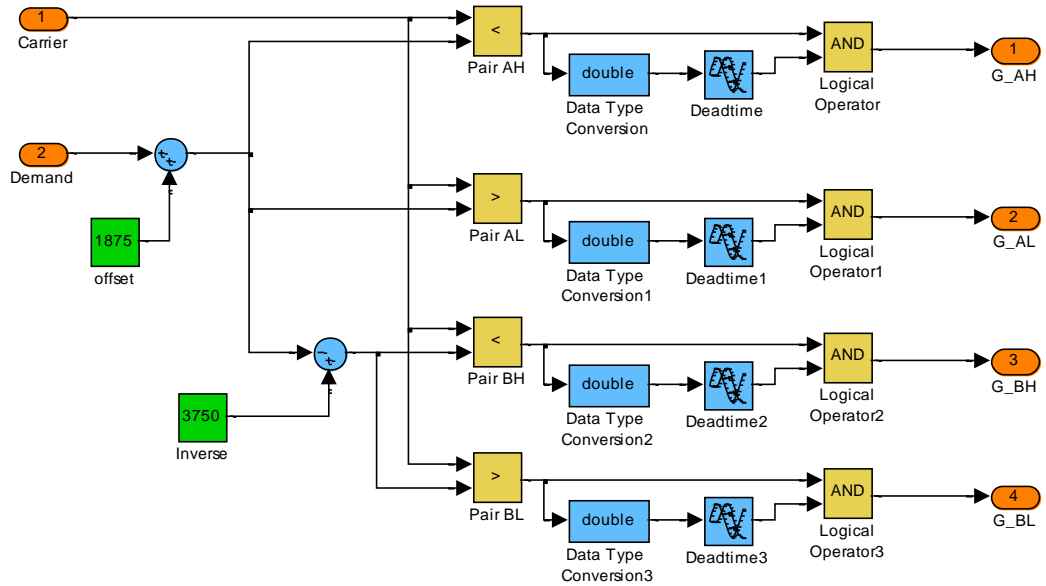 1
Carrier
<
Pair AH
double
Data Type
Conversion
Deadtime
AND
Logical
Operator
1
G_AH
2
Demand
1875
offset
>
Pair AL
double
Data Type
Conversion1
Deadtime1
AND
Logical
Operator1
2
G_AL
3750
Inverse
<
Pair BH
double
Data Type
Conversion2
Deadtime2
AND
Logical
Operator2
3
G_BH
>
Pair BL
double
Data Type
Conversion3
Deadtime3
AND
Logical
Operator3
4
G_BL